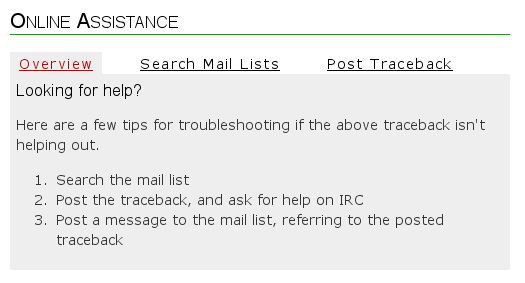 Online Assistance
Overview Search Mail Lists Post Traceback
Looking for help?
Here are a few tips for troubleshooting if the above traceback isn't
helping out.
1. Search the mail list
2. Post the traceback, and ask for help on IRC
3. Post a message to the mail list, referring to the posted
traceback